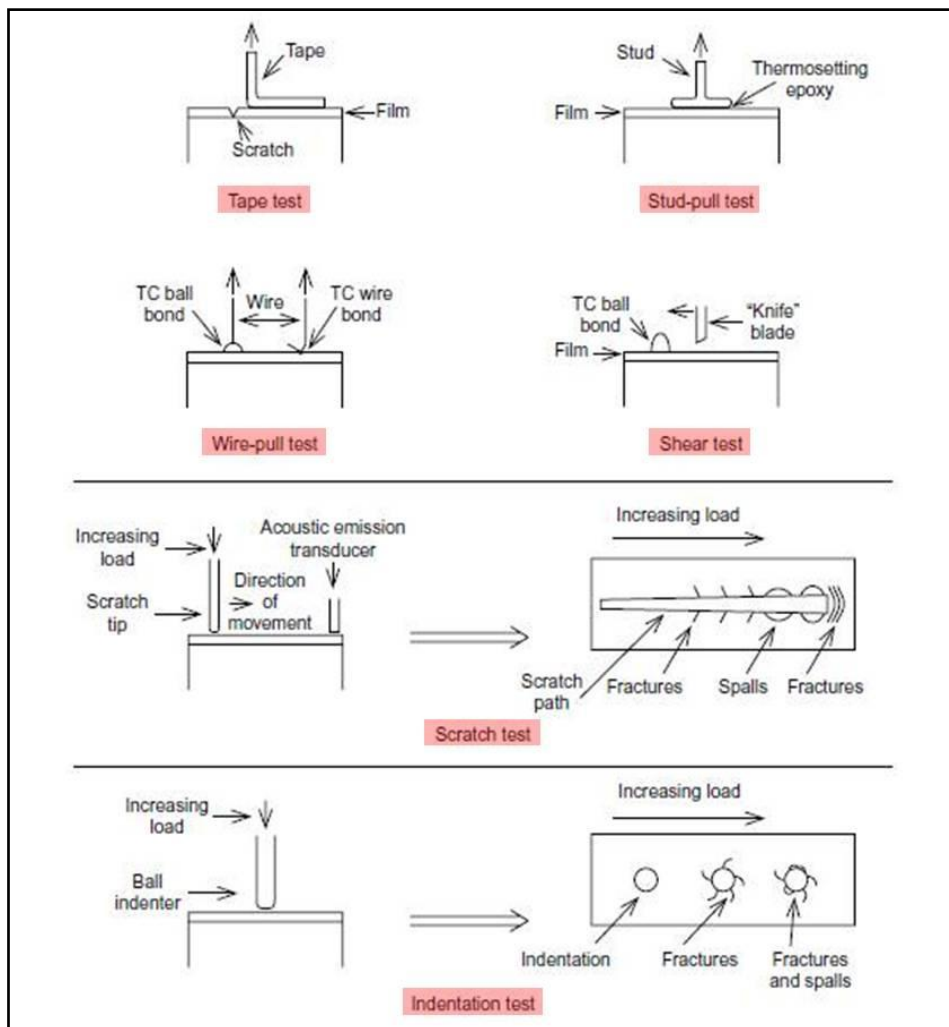 Tape
Film
Scratch
Tape test
Stud
Thermosetting
epoxy
Film
Stud-pull test
TC ball
bond
Wire
TC wire
bond
Wire-pull test
TC ball
bond
"Knife"
blade
Film
Shear test
Increasing
load
Acoustic emission
transducer
Scratch
tip
Direction
of
movement
Increasing load
Scratch
path
Fractures
Spalls
Fractures
Scratch test
Increasing
load
Ball
indenter
Increasing load
Indentation
Fractures
Fractures
and spalls
Indentation test